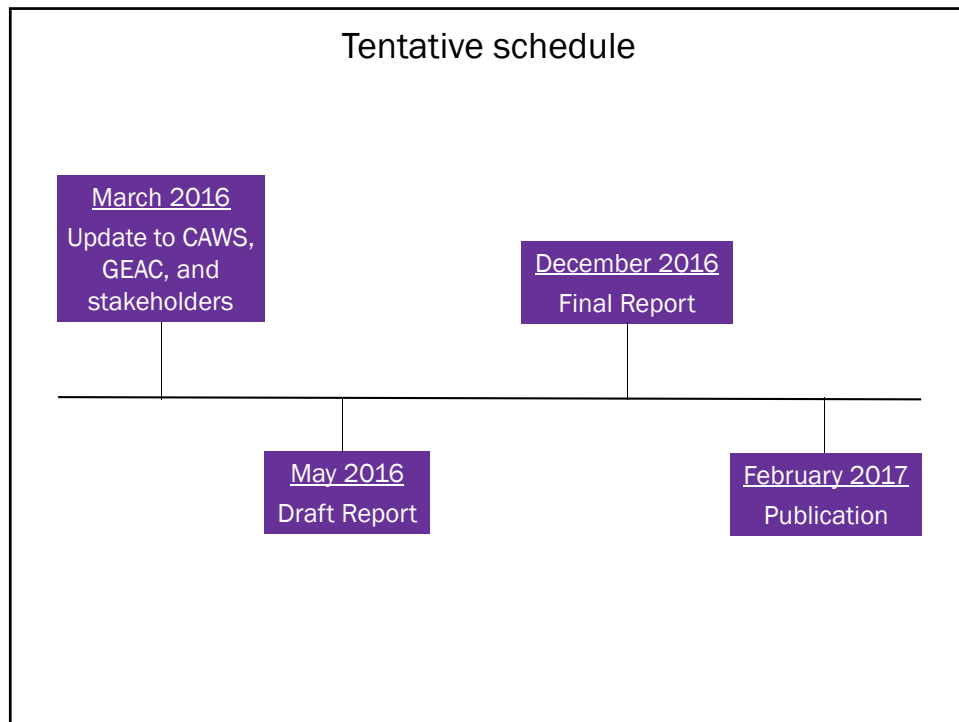 Tentative schedule
March 2016
Update to CAWS,
GEAC, and
stakeholders
December 2016
Final Report
May 2016
Draft Report
February 2017
Publication